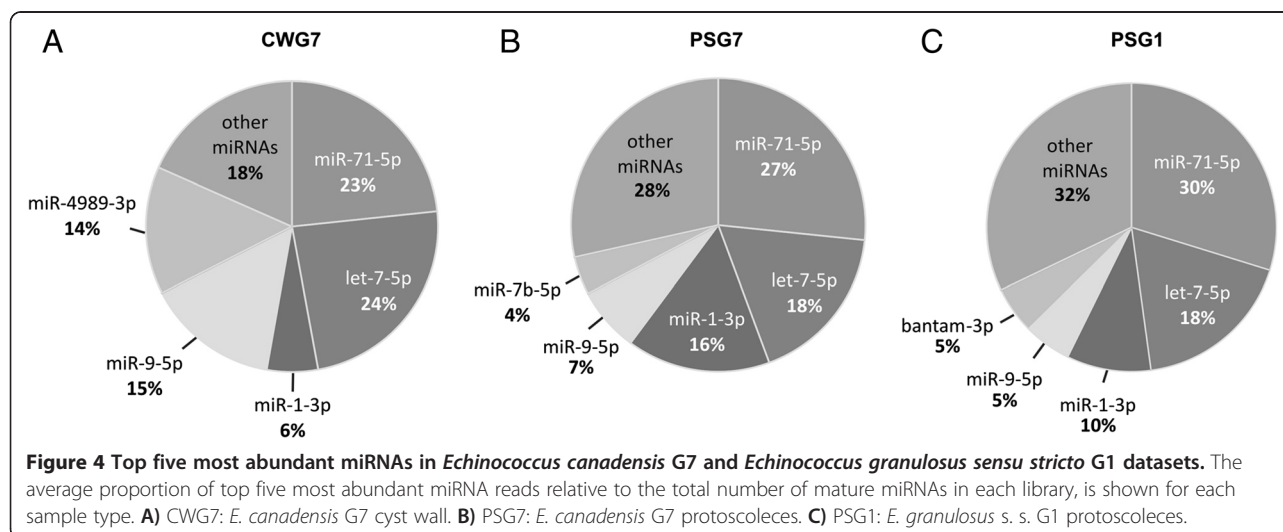 A
CWG7
other
miRNAs
18%
miR-71-5p
23%
miR-4989-3p
14%
let-7-5p
24%
miR-9-5p
15%
miR-1-3p
6%
B
PSG7
other
miRNAs
28%
miR-71-5p
27%
miR-7b-5p
4%
let-7-5p
18%
miR-9-5p
7%
miR-1-3p
16%
C
PSG1
other
miRNAs
32%
miR-71-5p
30%
bantam-3p
5%
let-7-5p
18%
miR-9-5p
5%
miR-1-3p
10%
Figure 4 Top five most abundant miRNAs in Echinococcus canadensis G7 and Echinococcus granulosus sensu stricto G1 datasets. The
average proportion of top five most abundant miRNA reads relative to the total number of mature miRNAs in each library, is shown for each
sample type. A) CWG7: E. canadensis G7 cyst wall. B) PSG7: E. canadensis G7 protoscoleces. C) PSG1: E. granulosus s. s. G1 protoscoleces.